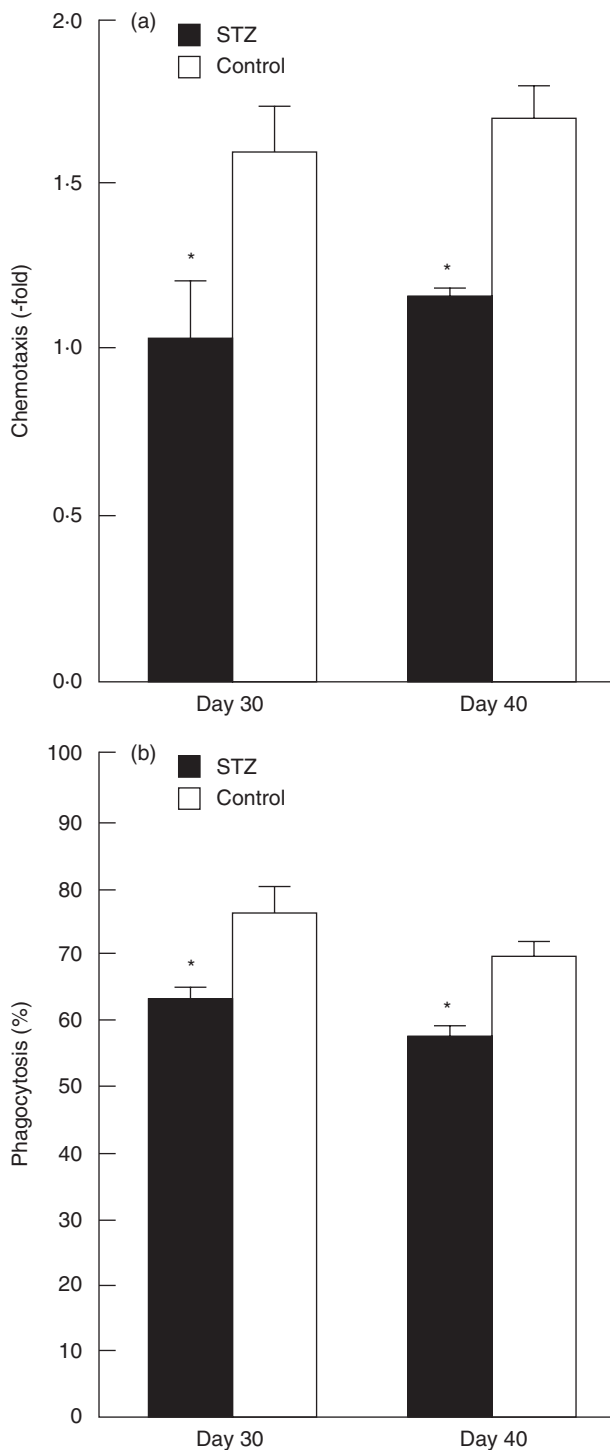 (a)
STZ
Control
2·0
1·5
1·0
0·5
0·0
Chemotaxis (-fold)
*
*
Day 30 Day 40
(b)
STZ
Control
100
90
80
70
60
50
40
30
20
10
0
Phagocytosis (%)
*
*
Day 30 Day 40